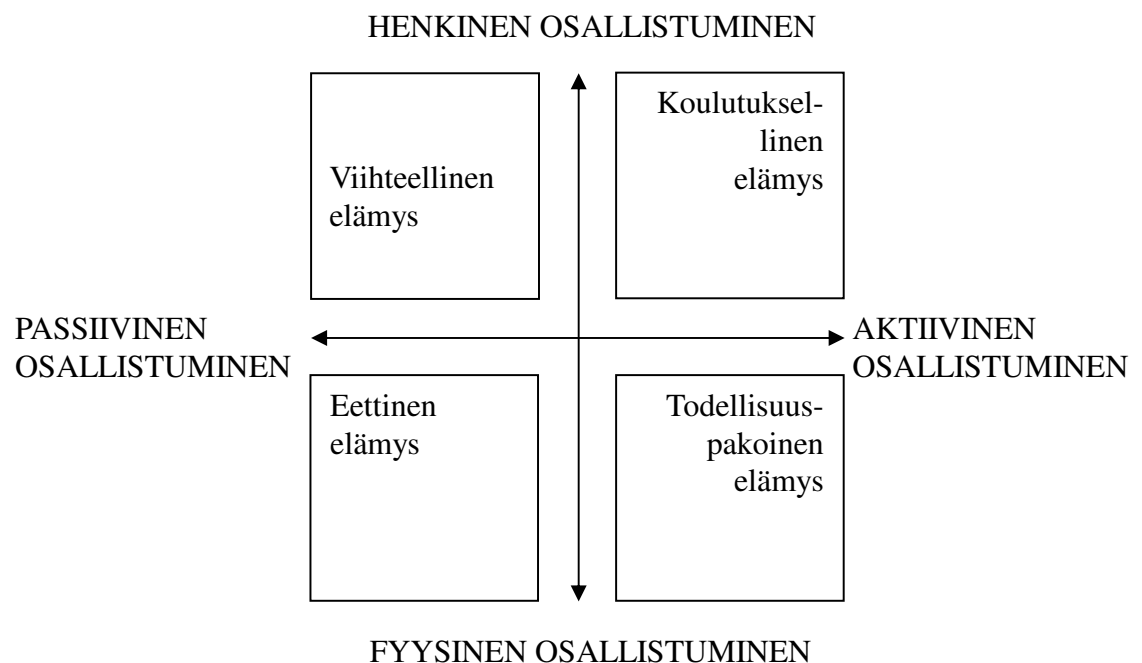 HENKINEN OSALLISTUMINEN
Viihteellinen
elämys
Koulutuksel-
linen
elämys
PASSIIVINEN
OSALLISTUMINEN
AKTIIVINEN
OSALLISTUMINEN
Eettinen
elämys
Todellisuus-
pakoinen
elämys
FYYSINEN OSALLISTUMINEN